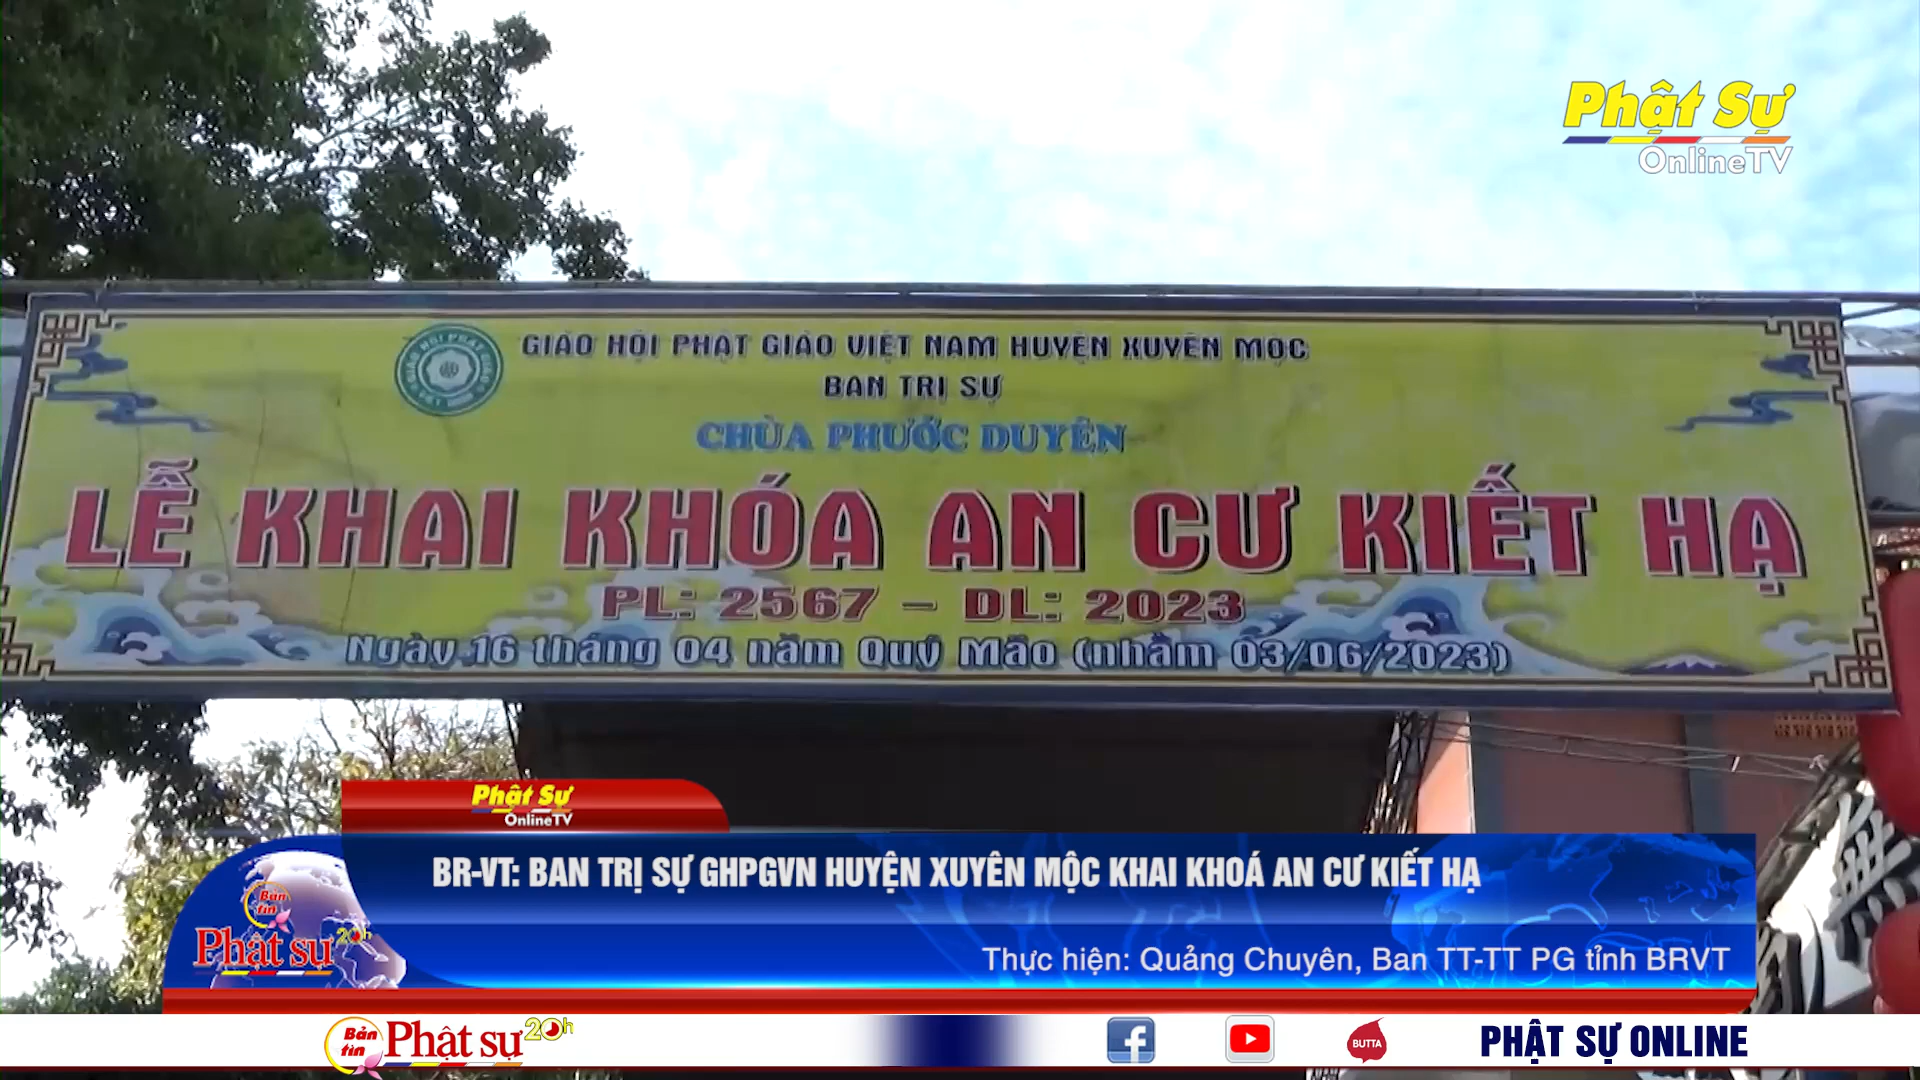 Phật Sự
OnlineTV
GIÁO HỘI PHẬT GIÁO VIỆT NAM HUYỆN XUYÊN MỘC
BAN TRỊ SỰ
CHÙA PHƯỚC DUYÊN
LỄ KHAI KHÓA AN CƯ KIẾT HẠ
PL: 2567 – DL: 2023
Ngày 16 tháng 04 năm Quý Mão (nhằm 03/06/2023)
Phật Sự
OnlineTV
BR-VT: BAN TRỊ SỰ GHPGVN HUYỆN XUYÊN MỘC KHAI KHOÁ AN CƯ KIẾT HẠ
Bản tin
Phật sự 20h
Thực hiện: Quảng Chuyên, Ban TT-TT PG tỉnh BRVT
Bản tin Phật sự 20h
BUTTA
PHẬT SỰ ONLINE